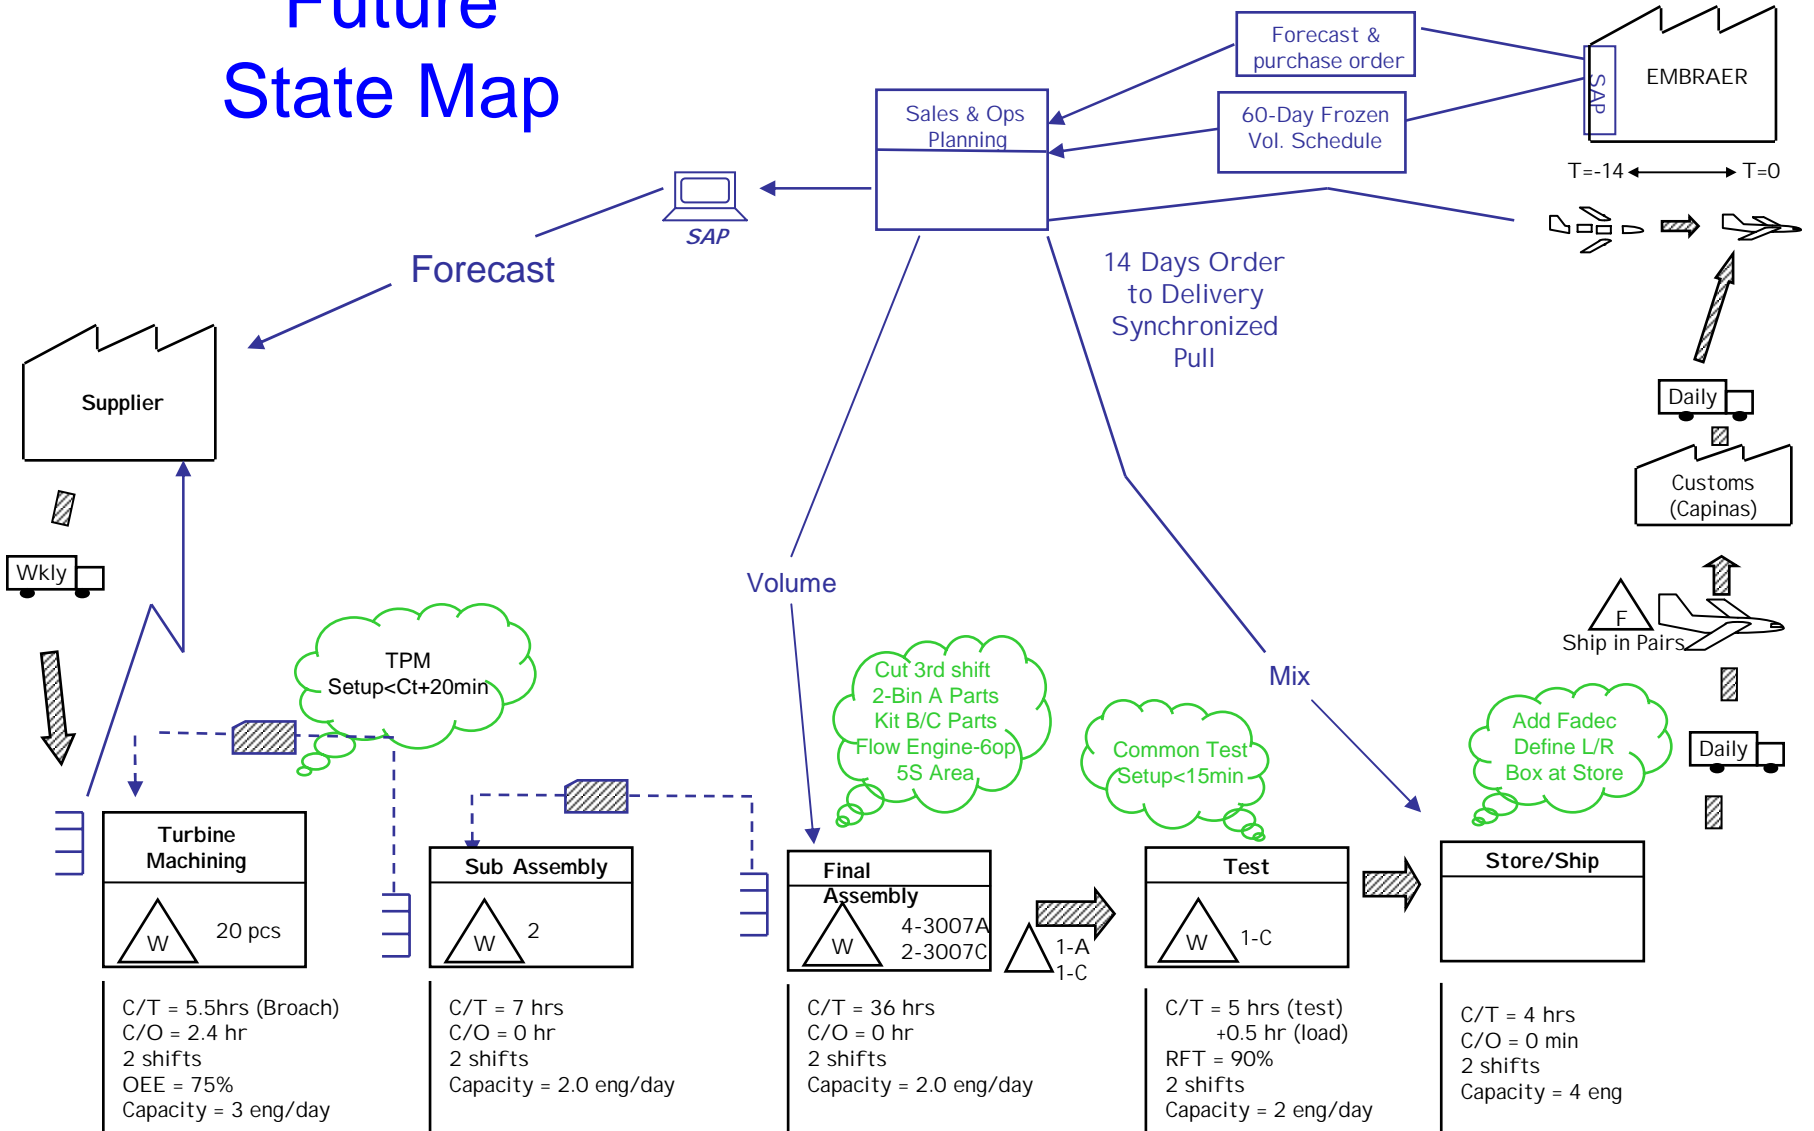 Future
State Map
Forecast &
purchase order
EMBRAER
SAP
Sales & Ops
Planning
60-Day Frozen
Vol. Schedule
T=-14
T=0
SAP
Forecast
14 Days Order
to Delivery
Synchronized
Pull
Supplier
Daily
Customs
(Capinas)
Wkly
Volume
F
Ship in Pairs
TPM
Setup<Ct+20min
Cut 3rd shift
2-Bin A Parts
Kit B/C Parts
Flow Engine-6op
5S Area
Mix
Common Test
Setup<15min
Add Fadec
Define L/R
Box at Store
Daily
Turbine
Machining
W
20 pcs
Sub Assembly
W
2
Final
Assembly
W
4-3007A
2-3007C
1-A
1-C
Test
W
1-C
Store/Ship
C/T = 5.5hrs (Broach)
C/O = 2.4 hr
2 shifts
OEE = 75%
Capacity = 3 eng/day
C/T = 7 hrs
C/O = 0 hr
2 shifts
Capacity = 2.0 eng/day
C/T = 36 hrs
C/O = 0 hr
2 shifts
Capacity = 2.0 eng/day
C/T = 5 hrs (test)
+0.5 hr (load)
RFT = 90%
2 shifts
Capacity = 2 eng/day
C/T = 4 hrs
C/O = 0 min
2 shifts
Capacity = 4 eng